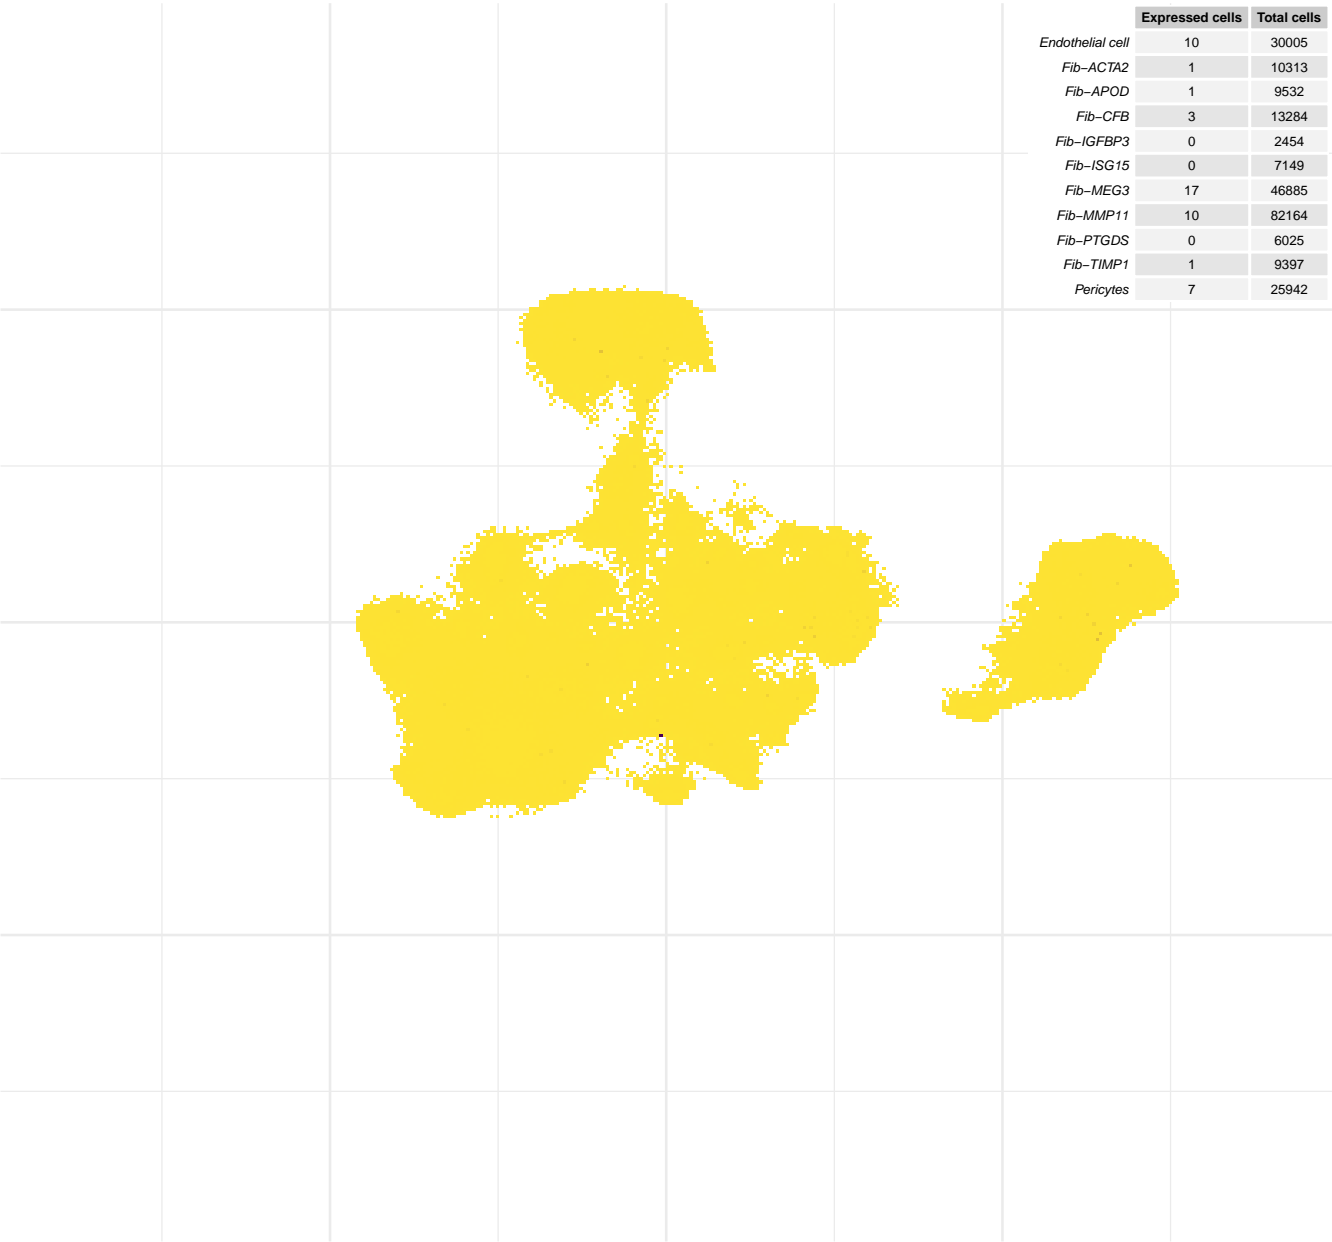 Expressed cells Total cells
Endothelial cell 10 30005
Fib−ACTA2 1 10313
Fib−APOD 1 9532
Fib−CFB 3 13284
Fib−IGFBP3 0 2454
Fib−ISG15 0 7149
Fib−MEG3 17 46885
Fib−MMP11 10 82164
Fib−PTGDS 0 6025
Fib−TIMP1 1 9397
Pericytes 7 25942